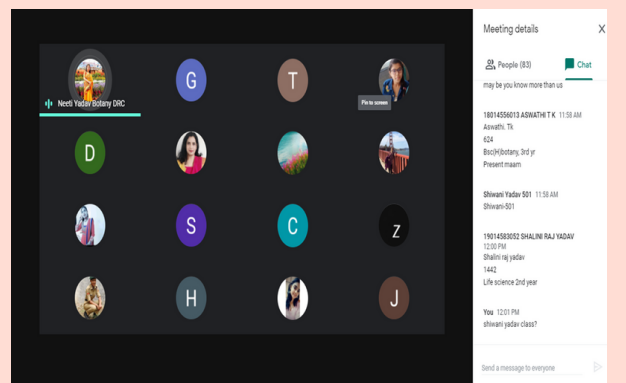 Meeting details X
People (83) Chat
may be you know more than us
18014556013 ASWATHI T K 11:58 AM
Aswathi. Tk
624
Bsc(H)botany, 3rd yr
Present maam
Shiwani Yadav 501 11:58 AM
Shiwani-501
19014583052 SHALINI RAJ YADAV
12:00 PM
Shalini raj yadav
1442
Life science 2nd year
You 12:01 PM
shiwani yadav class?
Send a message to everyone
G
T
Neeti Yadav Botany DRC
Pin to screen
D
S
C
Z
H
J